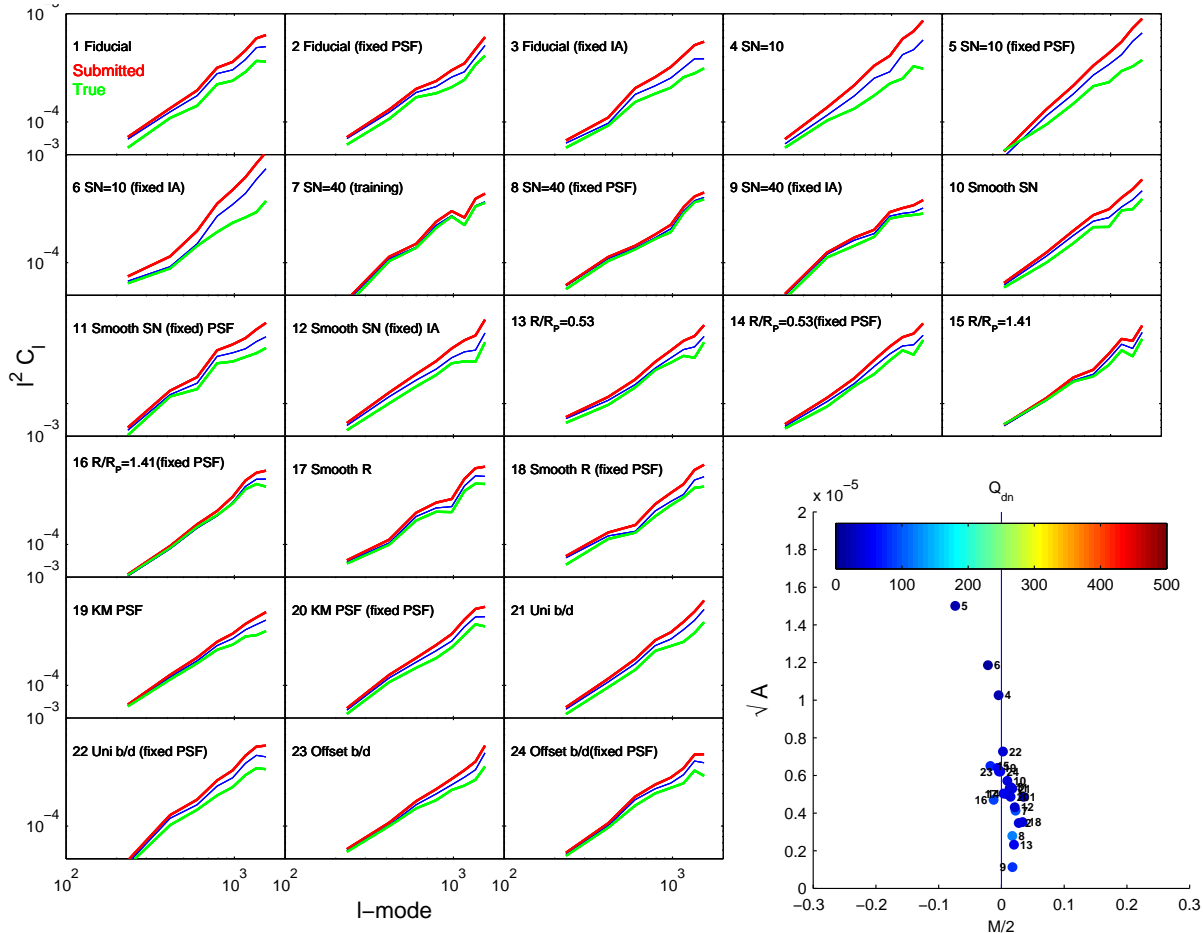 10
1 Fiducial
Submitted
True
2 Fiducial (fixed PSF)
3 Fiducial (fixed IA)
4 SN=10
5 SN=10 (fixed PSF)
10^-4
10^-3
6 SN=10 (fixed IA)
7 SN=40 (training)
8 SN=40 (fixed PSF)
9 SN=40 (fixed IA)
10 Smooth SN
10^-4
11 Smooth SN (fixed) PSF
12 Smooth SN (fixed) IA
13 R/R_P=0.53
14 R/R_P=0.53(fixed PSF)
15 R/R_P=1.41
l^2 C_l
10^-3
16 R/R_P=1.41(fixed PSF)
17 Smooth R
18 Smooth R (fixed PSF)
10^-4
10^-3
19 KM PSF
20 KM PSF (fixed PSF)
21 Uni b/d
10^-4
10^-3
22 Uni b/d (fixed PSF)
23 Offset b/d
24 Offset b/d(fixed PSF)
10^-4
10^2
10^3
10^2
10^3
10^2
10^3
l-mode
Q_dn
x 10^-5
2
1.8
1.6
1.4
1.2
1
0.8
0.6
0.4
0.2
0
0 100 200 300 400 500
5
6
4
22
23
24
10
16
12
7
18
8
13
9
√ A
-0.3 -0.2 -0.1 0 0.1 0.2 0.3
M/2